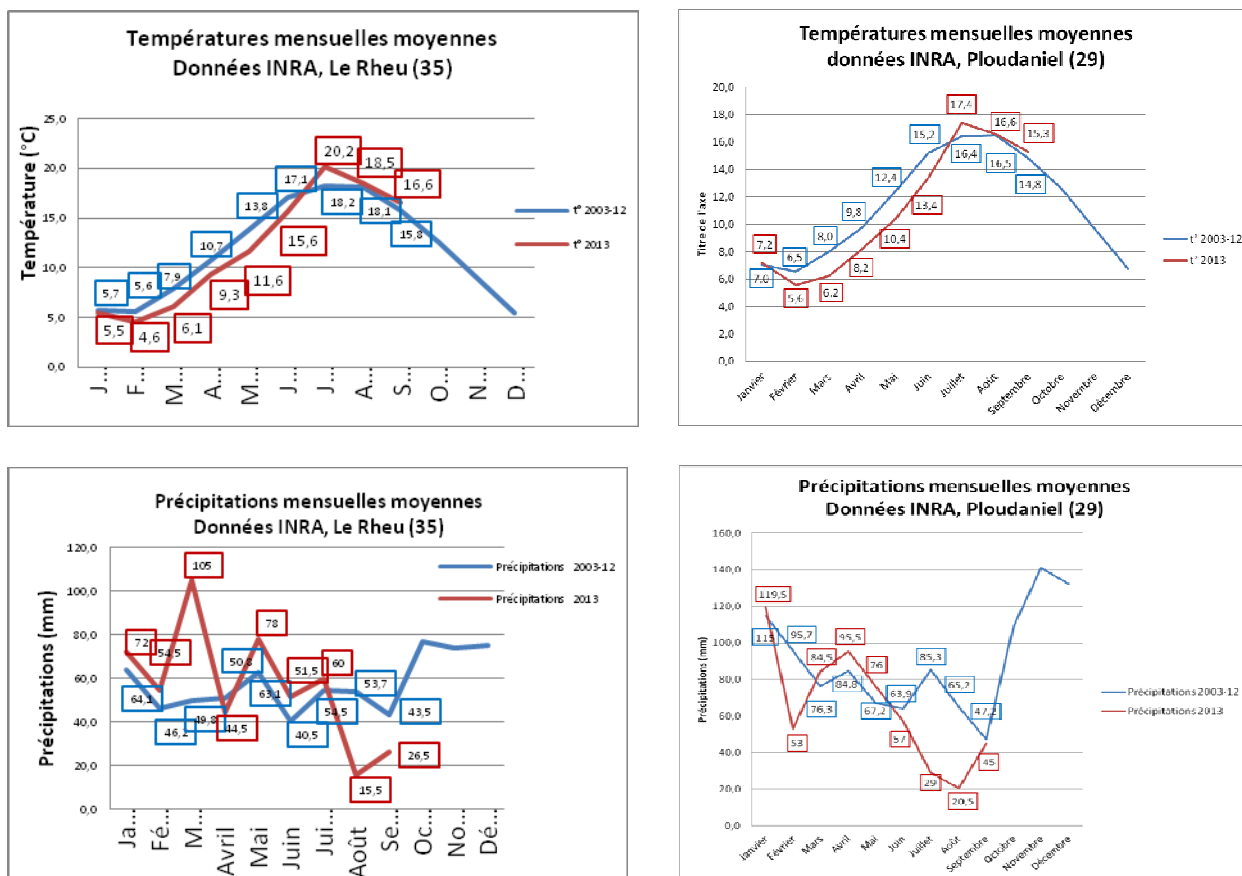 Températures mensuelles moyennes
Données INRA, Le Rheu (35)
Température (°C)
25,0
20,0
15,0
10,0
5,0
0,0
5,7
5,6
7,9
10,7
13,8
17,1
18,2
18,1
15,8
5,5
4,6
6,1
9,3
11,6
15,6
20,2
18,5
16,6
J...
F...
M...
A...
M...
J...
J...
A...
S...
O...
N...
D...
t° 2003-12
t° 2013
Températures mensuelles moyennes
données INRA, Ploudaniel (29)
Titre de l'axe
20,0
18,0
16,0
14,0
12,0
10,0
8,0
6,0
4,0
2,0
0,0
7,0
6,5
8,0
9,8
12,4
15,2
16,4
16,5
14,8
7,2
5,6
6,2
8,2
10,4
13,4
17,4
16,6
15,3
Janvier
Février
Mars
Avril
Mai
Juin
Juillet
Août
Septembre
Octobre
Novembre
Décembre
t° 2003-12
t° 2013
Précipitations mensuelles moyennes
Données INRA, Le Rheu (35)
Précipitations (mm)
120,0
100,0
80,0
60,0
40,0
20,0
0,0
64,1
46,2
49,8
50,8
63,1
40,5
54,5
53,7
43,5
72
54,5
105
44,5
78
51,5
60
15,5
26,5
Ja...
Fé...
M...
Avril
Mai
Juin
Jui...
Août
Se...
Oc...
No...
Dé...
Précipitations 2003-12
Précipitations 2013
Précipitations mensuelles moyennes
Données INRA, Ploudaniel (29)
Précipitations (mm)
160,0
140,0
120,0
100,0
80,0
60,0
40,0
20,0
0,0
115
95,7
76,3
84,8
67,2
63,9
85,3
65,2
47,2
119,5
53
84,5
95,5
76
57
29
20,5
45
Janvier
Février
Mars
Avril
Mai
Juin
Juillet
Août
Septembre
Octobre
Novembre
Décembre
Précipitations 2003-12
Précipitations 2013